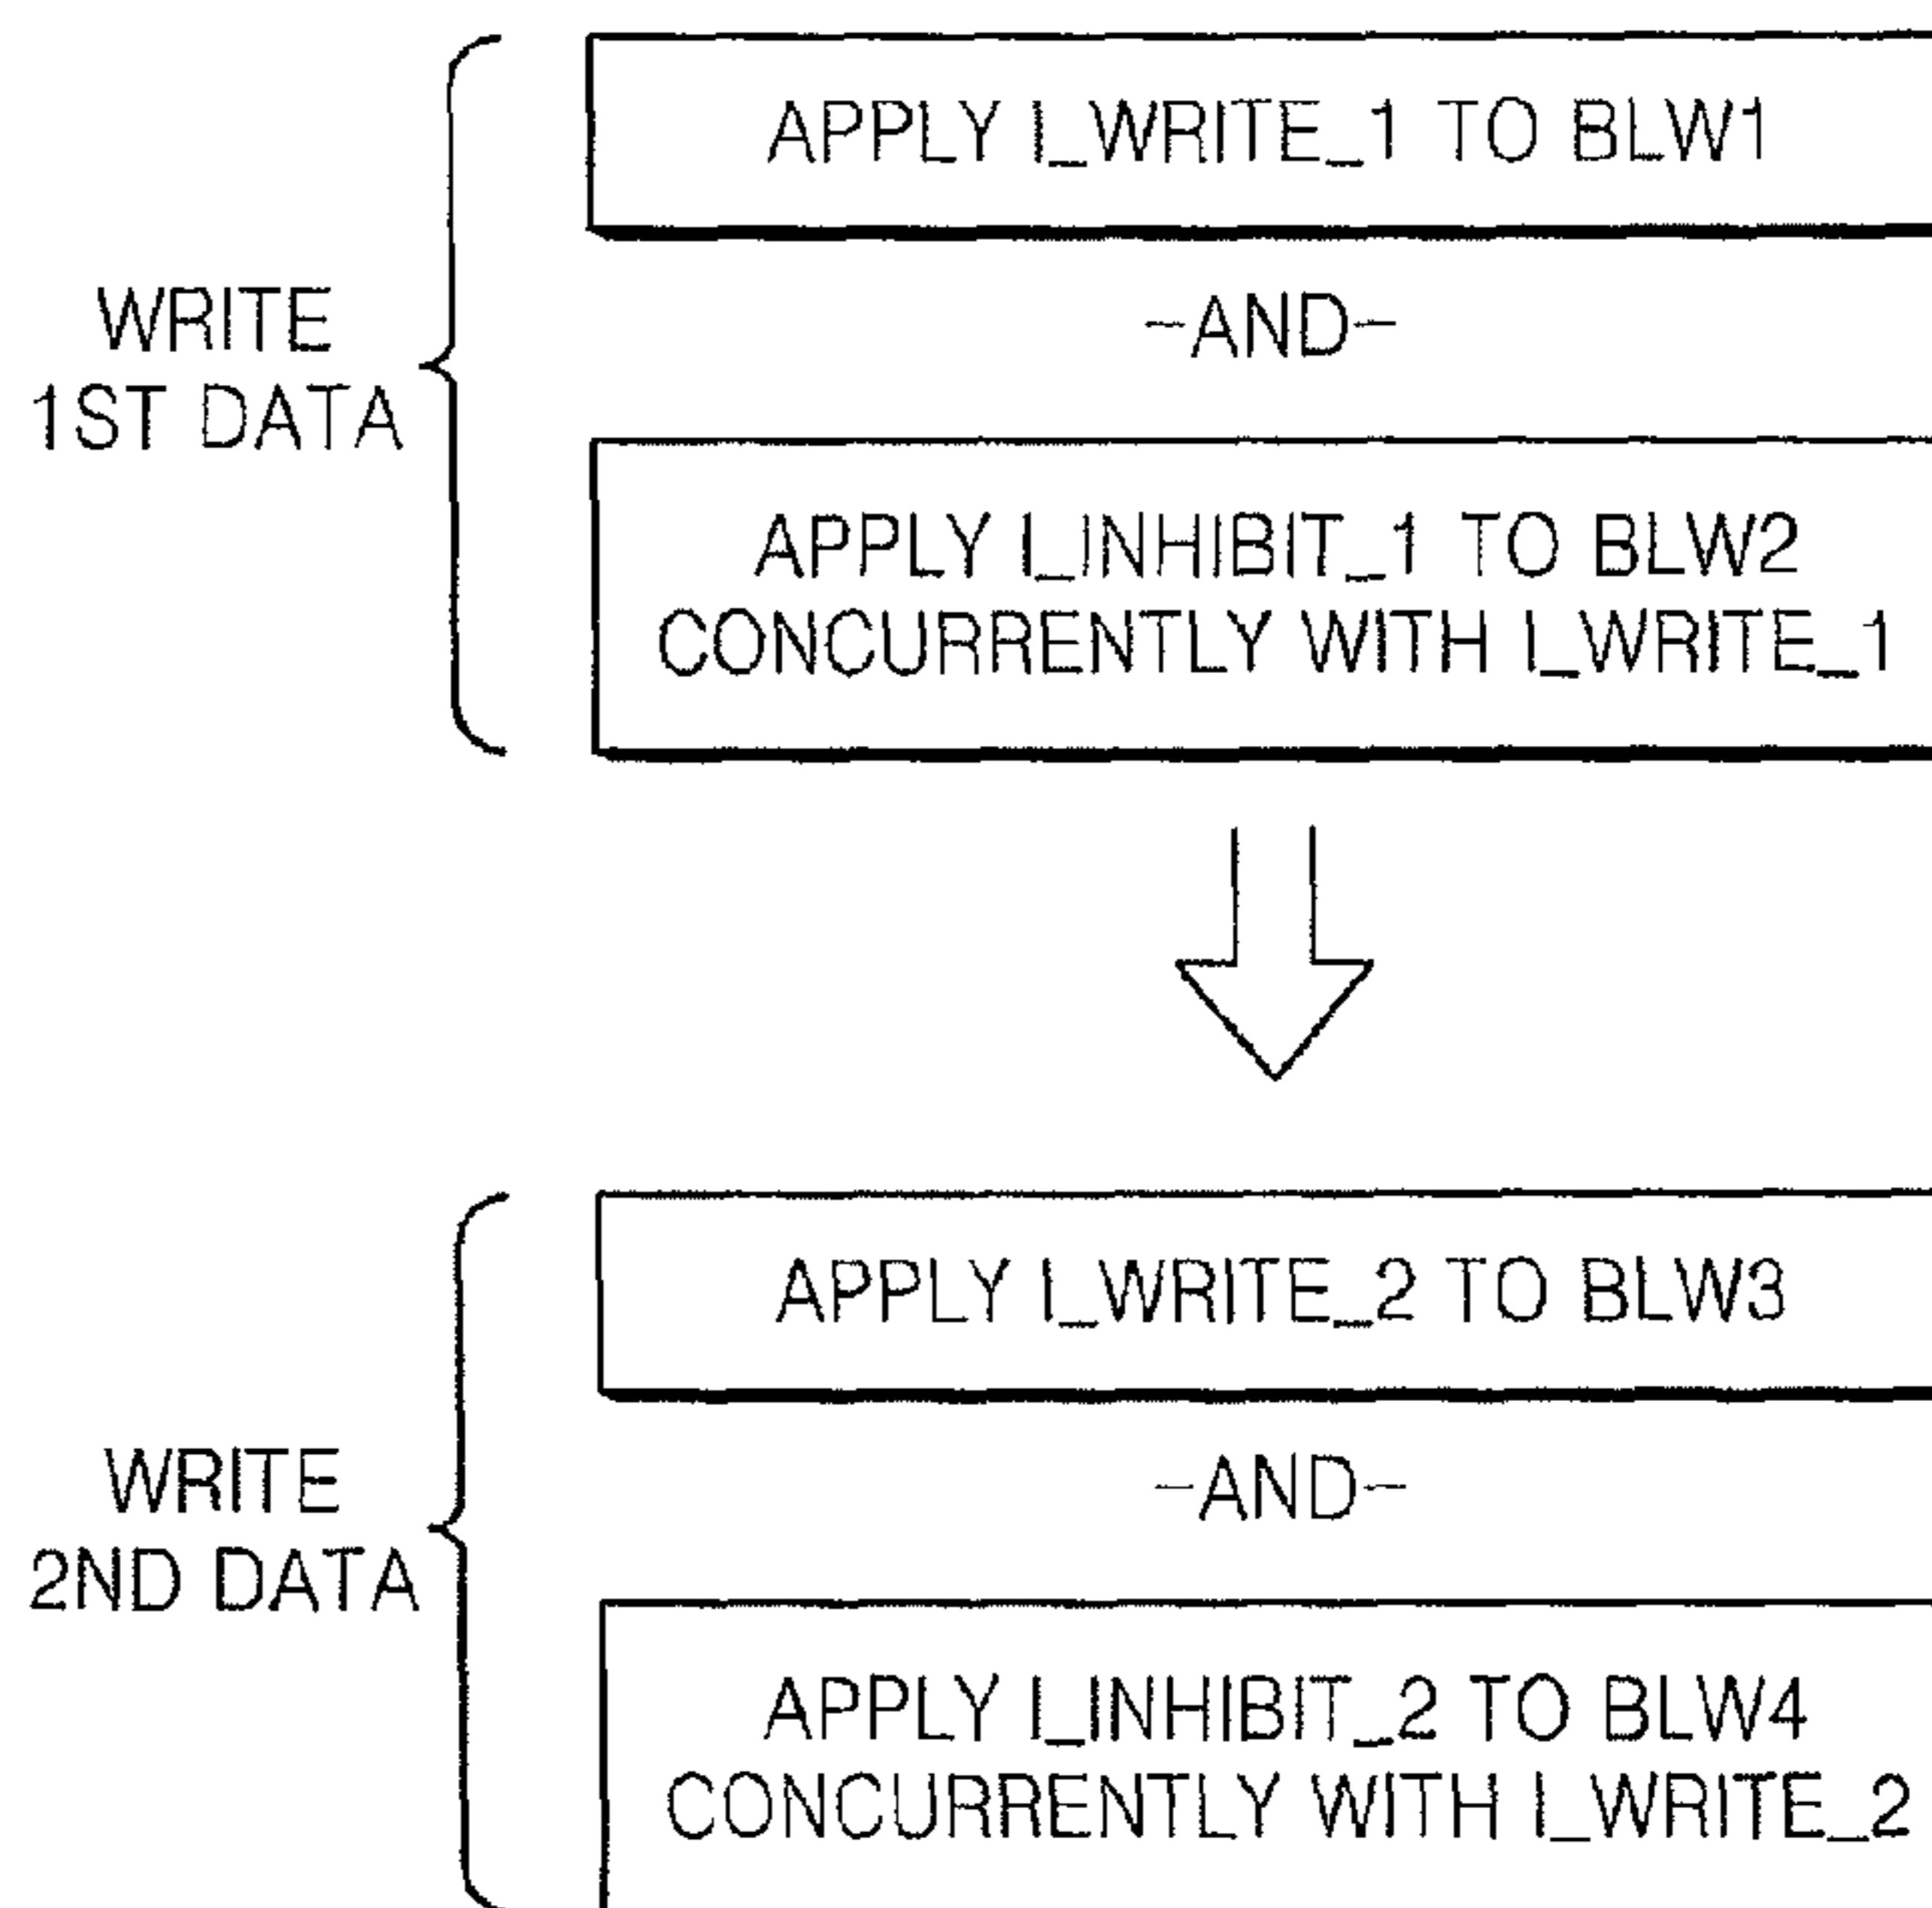 APPLY I_WRITE_1 TO BLW1
-AND-
WRITE
1ST DATA
APPLY I_INHIBIT_1 TO BLW2
CONCURRENTLY WITH I_WRITE_1
APPLY I_WRITE_2 TO BLW3
-AND-
WRITE
2ND DATA
APPLY I_INHIBIT_2 TO BLW4
CONCURRENTLY WITH I_WRITE_2